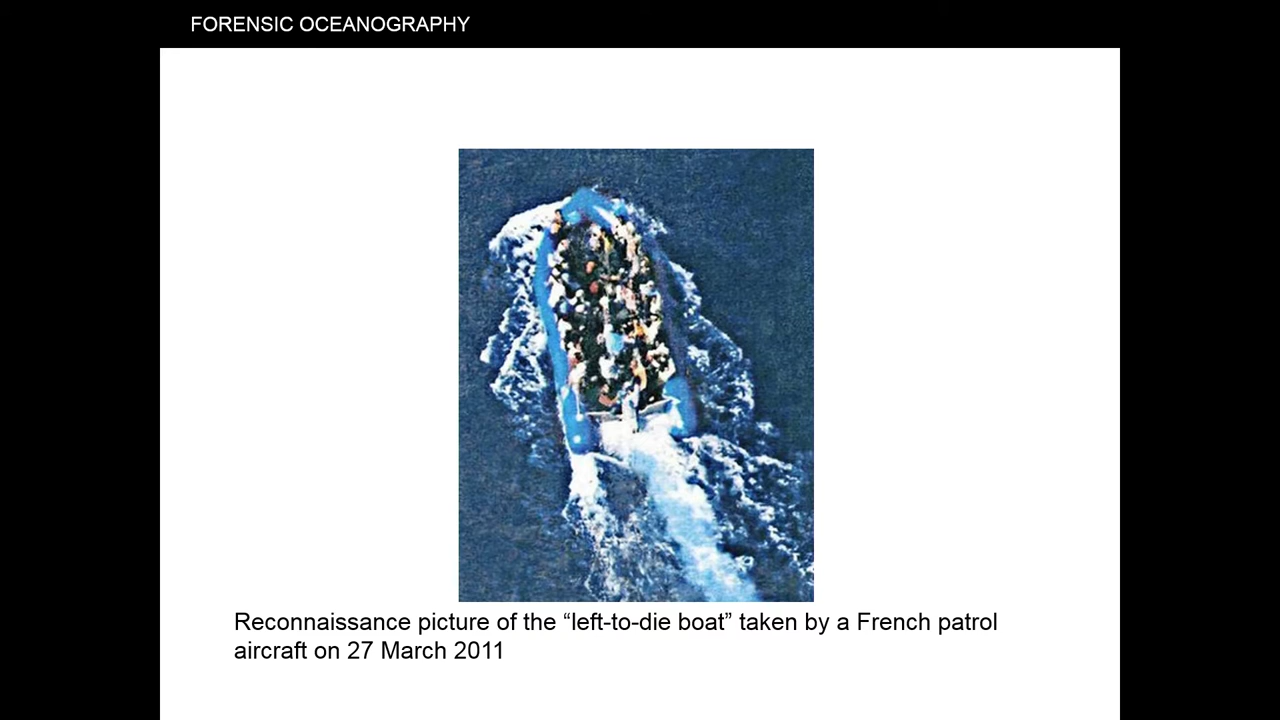 FORENSIC OCEANOGRAPHY
Reconnaissance picture of the “left-to-die boat” taken by a French patrol
aircraft on 27 March 2011